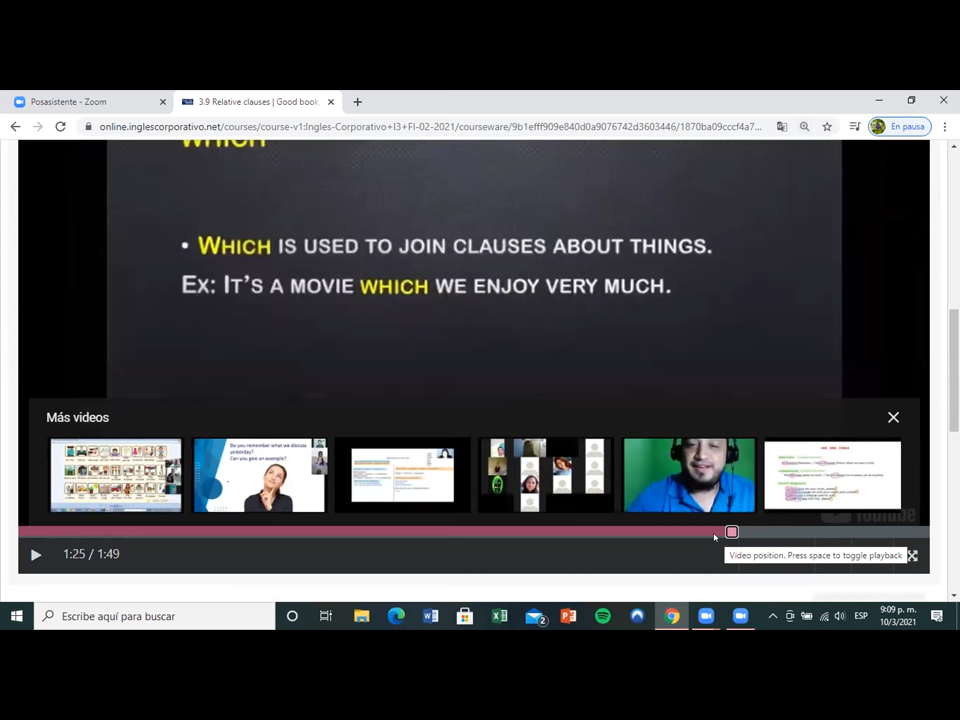 Posasistente - Zoom
3.9 Relative clauses | Good book
online.inglescorporativo.net/courses/course-v1:Ingles-Corporativo+I3+FI-02-2021/courseware/9b1efff909e840d0a9076742d3603446/1870ba09cccf4a7...
En pausa
WHICH
• WHICH IS USED TO JOIN CLAUSES ABOUT THINGS.
EX: IT'S A MOVIE WHICH WE ENJOY VERY MUCH.
Más videos
Do you remember what we discuss
yesterday?
Can you give an example?
YouTube
1:25 / 1:49
Video position. Press space to toggle playback
Escribe aquí para buscar
2
ESP
9:09 p. m.
10/3/2021